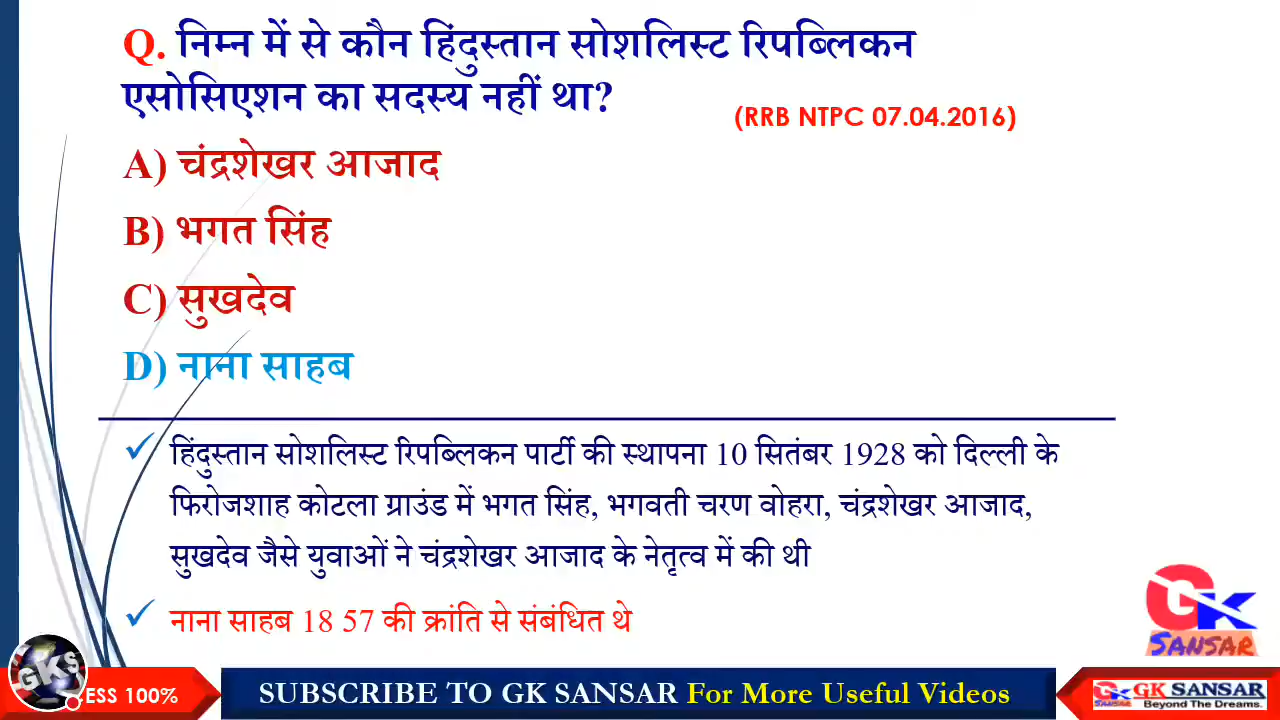 Q. निम्न में से कौन हिंदुस्तान सोशलिस्ट रिपब्लिकन
एसोसिएशन का सदस्य नहीं था?
(RRB NTPC 07.04.2016)
A) चंद्रशेखर आजाद
B) भगत सिंह
C) सुखदेव
D) नाना साहब
हिंदुस्तान सोशलिस्ट रिपब्लिकन पार्टी की स्थापना 10 सितंबर 1928 को दिल्ली के
फिरोजशाह कोटला ग्राउंड में भगत सिंह, भगवती चरण वोहरा, चंद्रशेखर आजाद,
सुखदेव जैसे युवाओं ने चंद्रशेखर आजाद के नेतृत्व में की थी
नाना साहब 18 57 की क्रांति से संबंधित थे
GK
SANSAR
GKS
ESS 100%
SUBSCRIBE TO GK SANSAR For More Useful Videos
GK SANSAR
GK SANSAR
Beyond The Dreams.